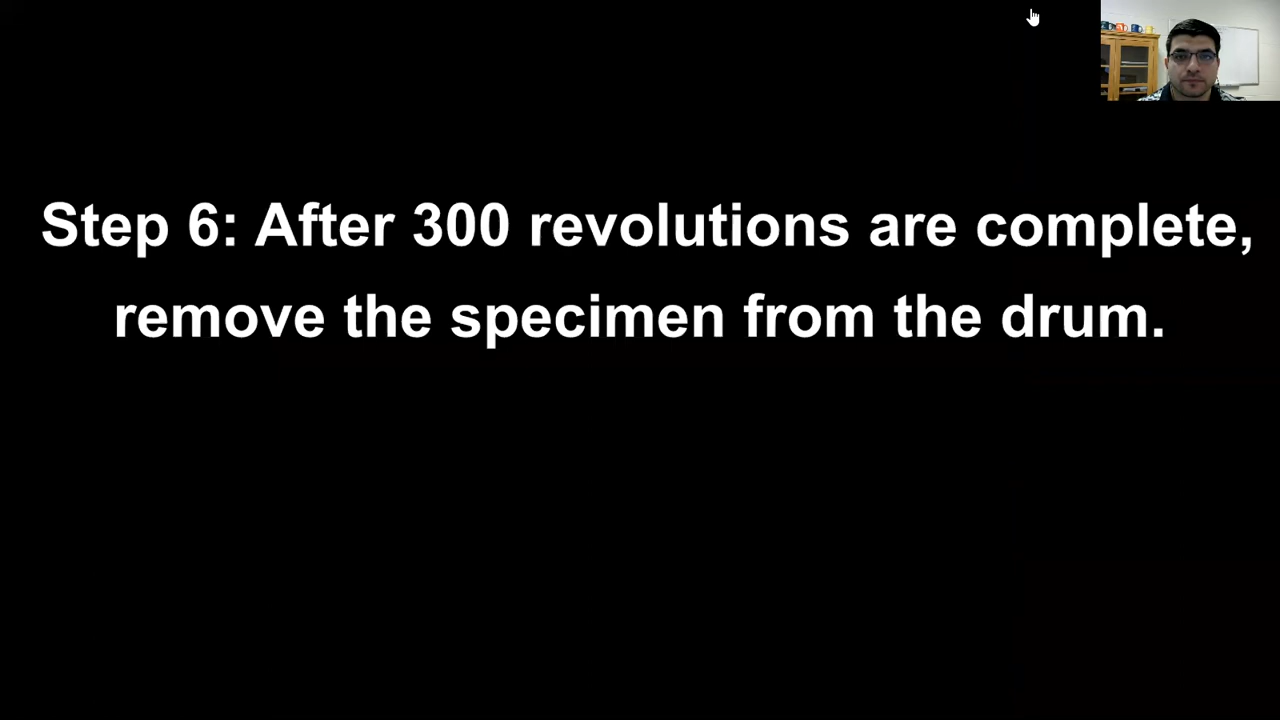 Step 6: After 300 revolutions are complete,
remove the specimen from the drum.